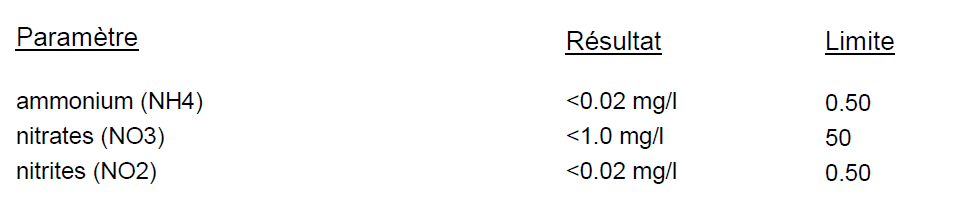 Paramètre Résultat Limite
ammonium (NH4) <0.02 mg/l 0.50
nitrates (NO3) <1.0 mg/l 50
nitrites (NO2) <0.02 mg/l 0.50